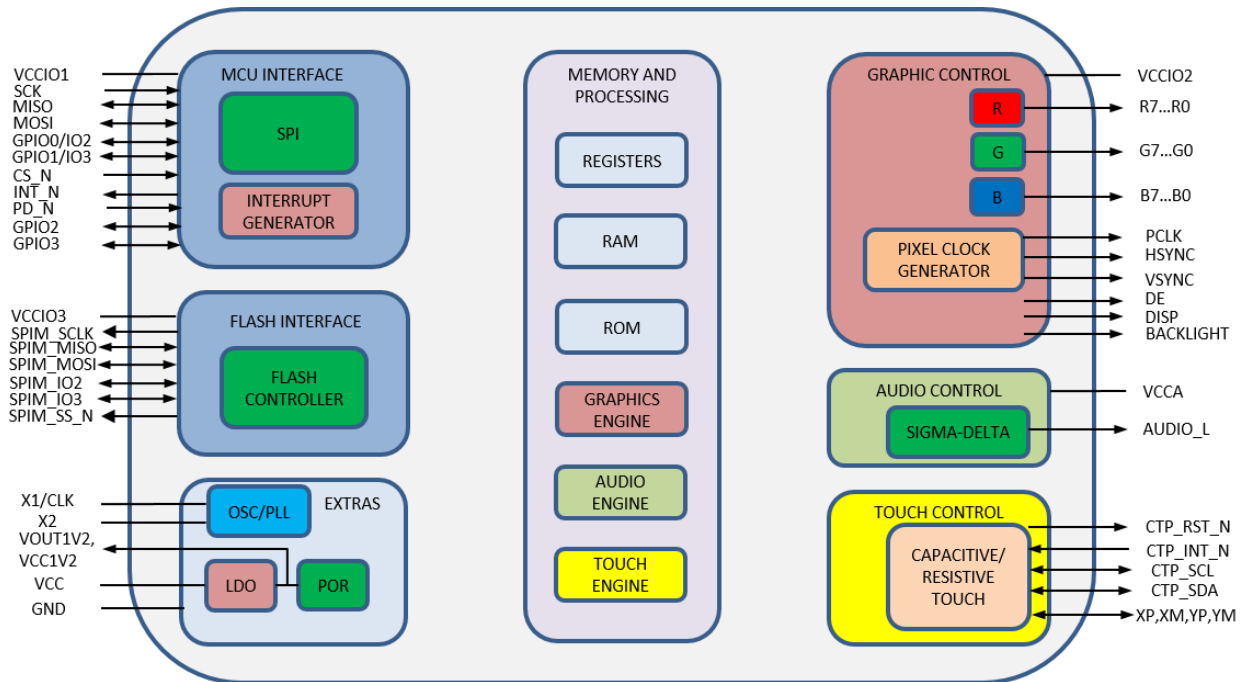 VCCIO1
SCK
MISO
MOSI
GPIO0/IO2
GPIO1/IO3
CS_N
INT_N
PD_N
GPIO2
GPIO3
MCU INTERFACE
SPI
INTERRUPT
GENERATOR
VCCIO3
SPIM_SCLK
SPIM_MISO
SPIM_MOSI
SPIM_IO2
SPIM_IO3
SPIM_SS_N
FLASH INTERFACE
FLASH
CONTROLLER
X1/CLK
X2
VOUT1V2,
VCC1V2
VCC
GND
OSC/PLL
EXTRAS
LDO
POR
MEMORY AND
PROCESSING
REGISTERS
RAM
ROM
GRAPHICS
ENGINE
AUDIO
ENGINE
TOUCH
ENGINE
GRAPHIC CONTROL
R
G
B
PIXEL CLOCK
GENERATOR
VCCIO2
R7...R0
G7...G0
B7...B0
PCLK
HSYNC
VSYNC
DE
DISP
BACKLIGHT
AUDIO CONTROL
SIGMA-DELTA
VCCA
AUDIO_L
TOUCH CONTROL
CAPACITIVE/
RESISTIVE
TOUCH
CTP_RST_N
CTP_INT_N
CTP_SCL
CTP_SDA
XP,XM,YP,YM